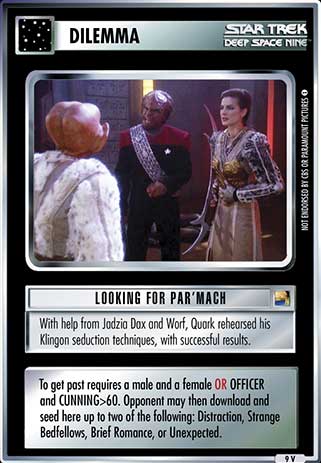 DILEMMA
STAR TREK
DEEP SPACE NINE
NOT ENDORSED BY CBS OR PARAMOUNT PICTURES
LOOKING FOR PAR'MACH
With help from Jadzia Dax and Worf, Quark rehearsed his
Klingon seduction techniques, with successful results.
To get past requires a male and a female OR OFFICER
and CUNNING>60. Opponent may then download and
seed here up to two of the following: Distraction, Strange
Bedfellows, Brief Romance, or Unexpected.
9 V